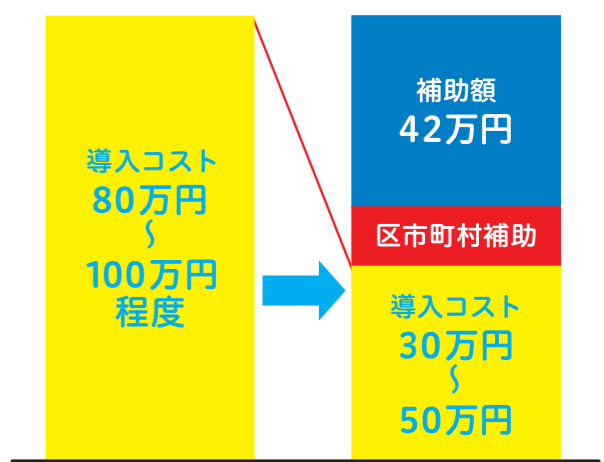 導入コスト
80万円
〜
100万円
程度
補助額
42万円
区市町村補助
導入コスト
30万円
〜
50万円